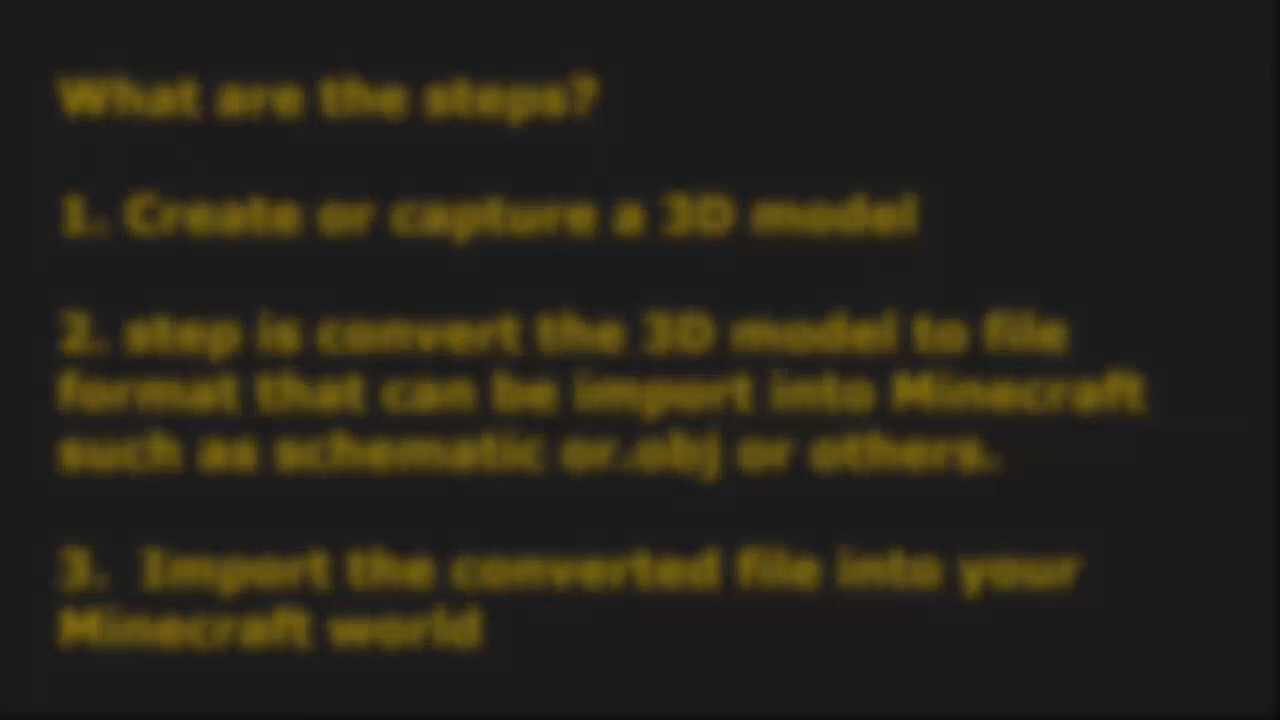 What are the steps?
1. Create or capture a 3D model
2. step is convert the 3D model to file
format that can be import into Minecraft
such as schematic or.obj or others.
3. Import the converted file into your
Minecraft world